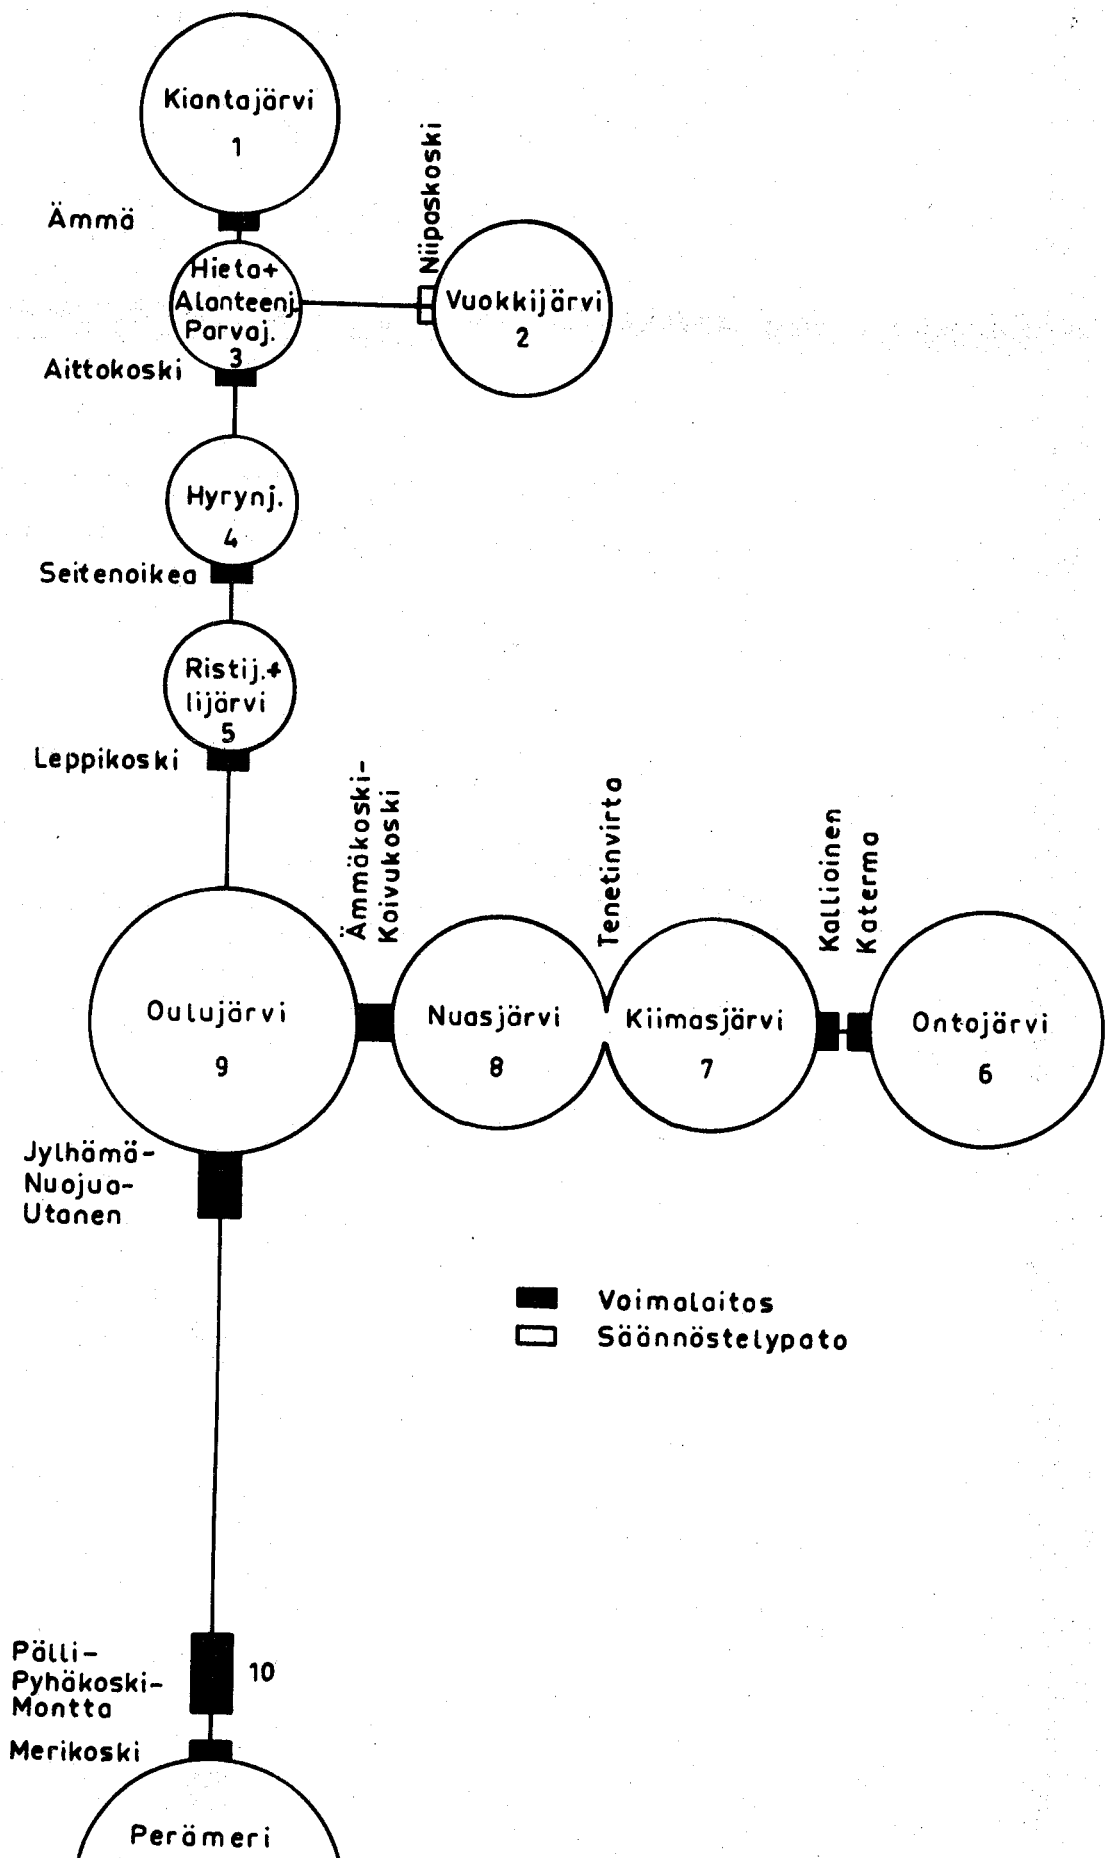 Kiantajärvi
1
Ämmä
Niipaskoski
Hieta+
Alanteenj.
Parvaj.
3
Vuokkijärvi
2
Aittokoski
Hyrynj.
4
Seitenoikea
Ristij.+
Iijärvi
5
Leppikoski
Ämmäkoski-
Koivukoski
Tenetinvirta
Kallioinen
Katerma
Oulujärvi
9
Nuasjärvi
8
Kiimasjärvi
7
Ontojärvi
6
Jylhämä-
Nuojua-
Utanen
Voimalaitos
Säännöstelypato
Pälli-
Pyhäkoski-
Montta
10
Merikoski
Perämeri